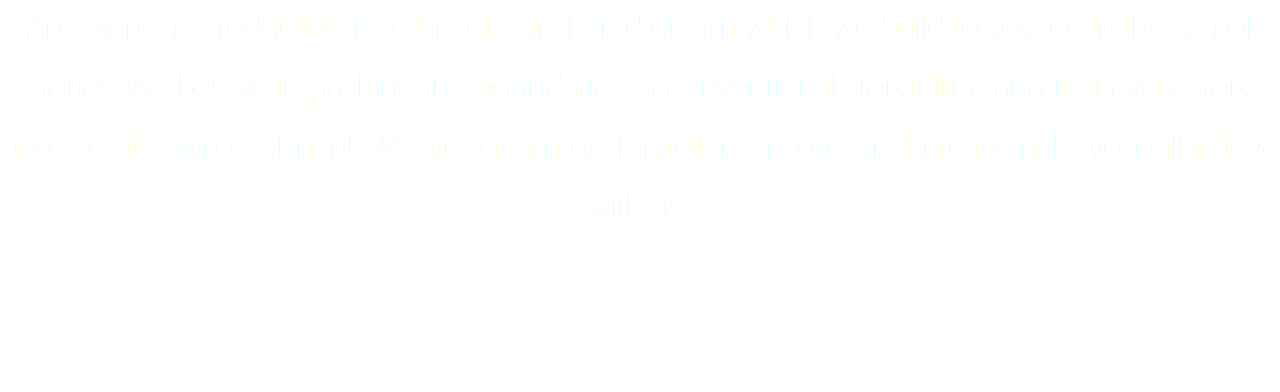 Anonymous Production is a ship of our shared dream which we build to voyage in the sea of
stories. We believe in pushing the boundaries of conventional storytelling and that every story
deserves its own treatment. We are a team of storytellers and we are here to make you fall in love
with us.